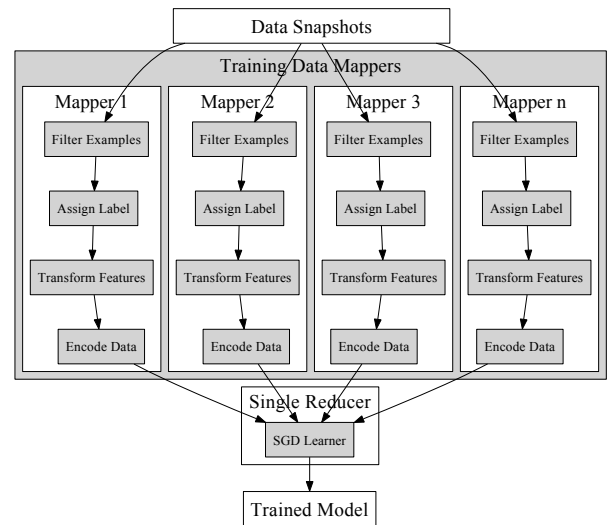 Data Snapshots
Training Data Mappers
Mapper 1
Mapper 2
Mapper 3
Mapper n
Filter Examples
Filter Examples
Filter Examples
Filter Examples
Assign Label
Assign Label
Assign Label
Assign Label
Transform Features
Transform Features
Transform Features
Transform Features
Encode Data
Encode Data
Encode Data
Encode Data
Single Reducer
SGD Learner
Trained Model